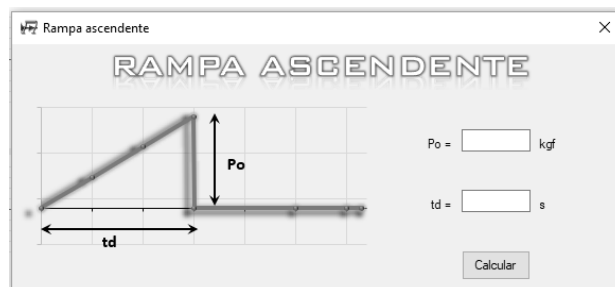 Rampa ascendente
RAMPA ASCENDENTE
Po = kgf
Po
td = s
td
Calcular